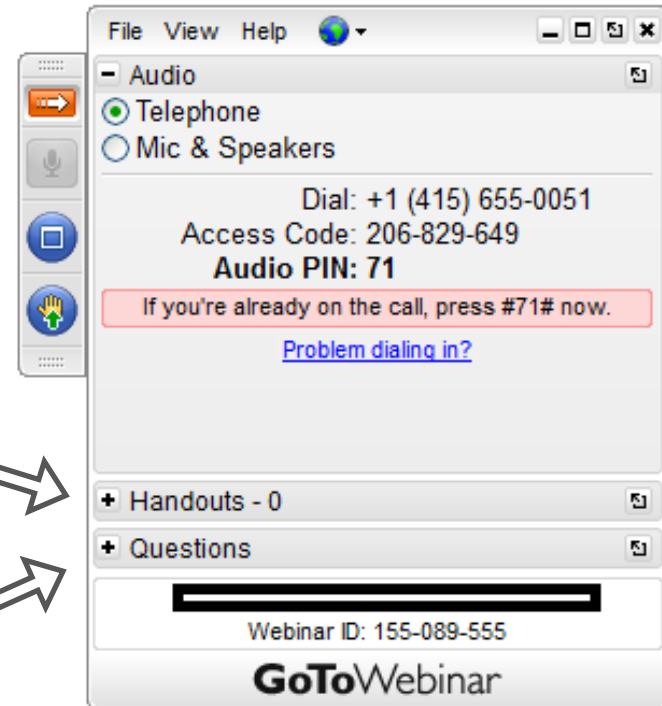 File View Help
Audio
Telephone
Mic & Speakers
Dial: +1 (415) 655-0051
Access Code: 206-829-649
Audio PIN: 71
If you're already on the call, press #71# now.
Problem dialing in?
Handouts - 0
Questions
Webinar ID: 155-089-555
GoToWebinar